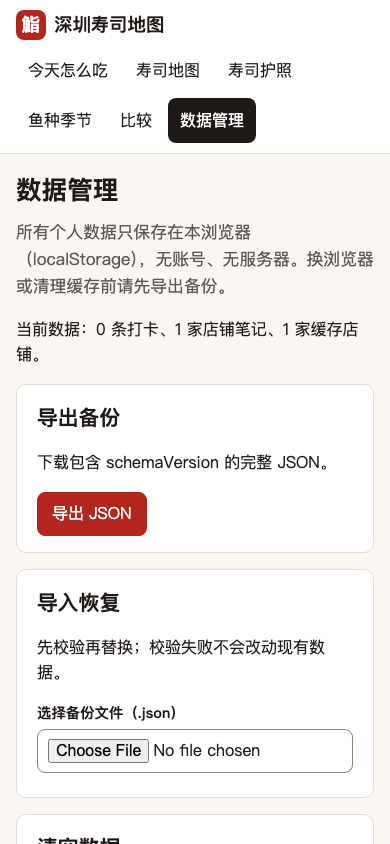 鮨 深圳寿司地图
今天怎么吃 寿司地图 寿司护照
鱼种季节 比较 数据管理
数据管理
所有个人数据只保存在本浏览器
（localStorage），无账号、无服务器。换浏览器
或清理缓存前请先导出备份。
当前数据：0 条打卡、1 家店铺笔记、1 家缓存店
铺。
导出备份
下载包含 schemaVersion 的完整 JSON。
导出 JSON
导入恢复
先校验再替换；校验失败不会改动现有数
据。
选择备份文件（.json）
Choose File No file chosen
清空数据